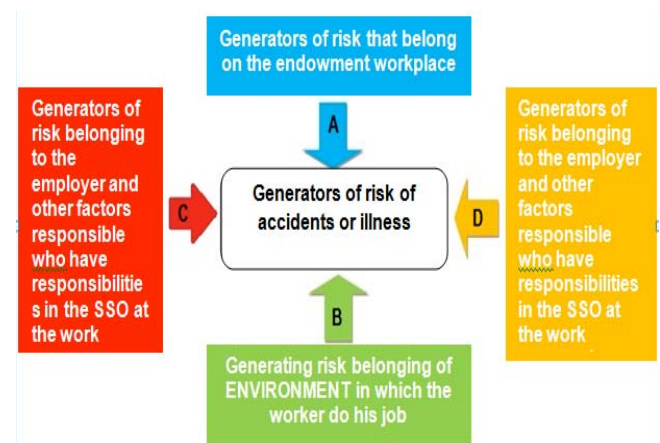 Generators of risk that belong
on the endowment workplace
A
Generators of
risk belonging
to the
employer and
other factors
responsible
who have
responsibilitie
s in the SSO at
the work
C
Generators of risk of
accidents or illness
D
Generators of
risk belonging
to the employer
and other
factors
responsible
who have
responsibilities
in the SSO at
the work
B
Generating risk belonging of
ENVIRONMENT in which the
worker do his job